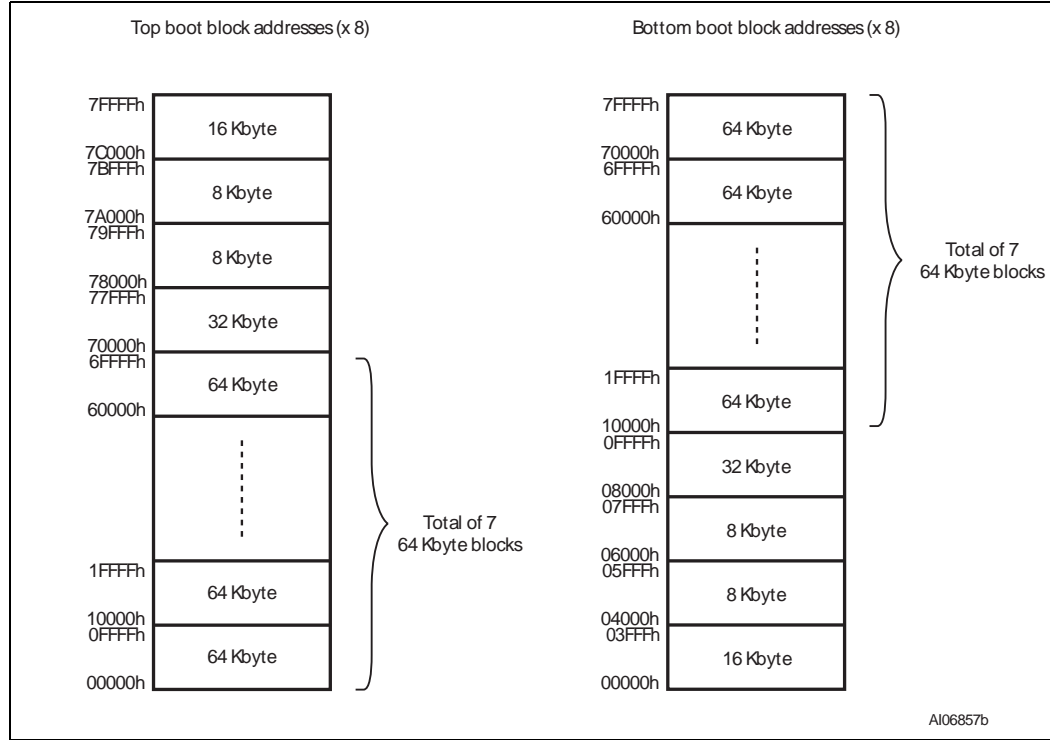 Top boot block addresses (x 8)
7FFFFh
16 Kbyte
7C000h
7BFFFh
8 Kbyte
7A000h
79FFFh
8 Kbyte
78000h
77FFFh
32 Kbyte
70000h
6FFFFh
64 Kbyte
60000h
Total of 7
64 Kbyte blocks
1FFFFh
64 Kbyte
10000h
0FFFFh
64 Kbyte
00000h
Bottom boot block addresses (x 8)
7FFFFh
64 Kbyte
70000h
6FFFFh
64 Kbyte
60000h
Total of 7
64 Kbyte blocks
1FFFFh
64 Kbyte
10000h
0FFFFh
32 Kbyte
08000h
07FFFh
8 Kbyte
06000h
05FFFh
8 Kbyte
04000h
03FFFh
16 Kbyte
00000h
AI06857b